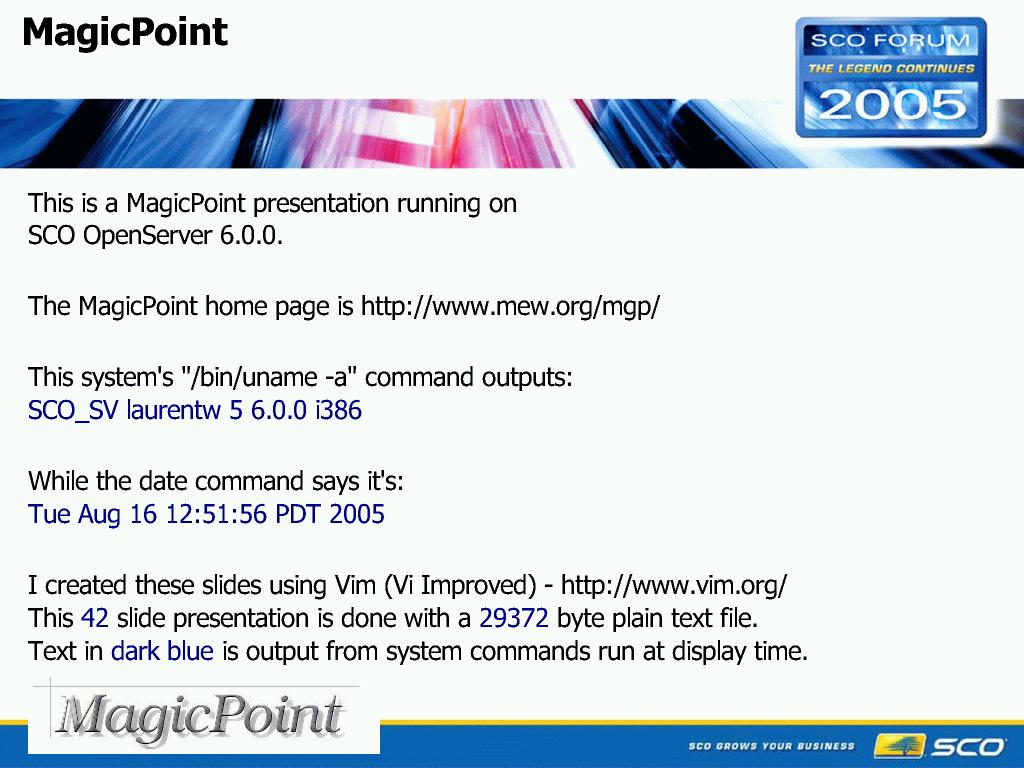 MagicPoint
SCO FORUM
THE LEGEND CONTINUES
2005
This is a MagicPoint presentation running on
SCO OpenServer 6.0.0.
The MagicPoint home page is http://www.mew.org/mgp/
This system's "/bin/uname -a" command outputs:
SCO_SV laurentw 5 6.0.0 i386
While the date command says it's:
Tue Aug 16 12:51:56 PDT 2005
I created these slides using Vim (Vi Improved) - http://www.vim.org/
This 42 slide presentation is done with a 29372 byte plain text file.
Text in dark blue is output from system commands run at display time.
MagicPoint
SCO GROWS YOUR BUSINESS
SCO